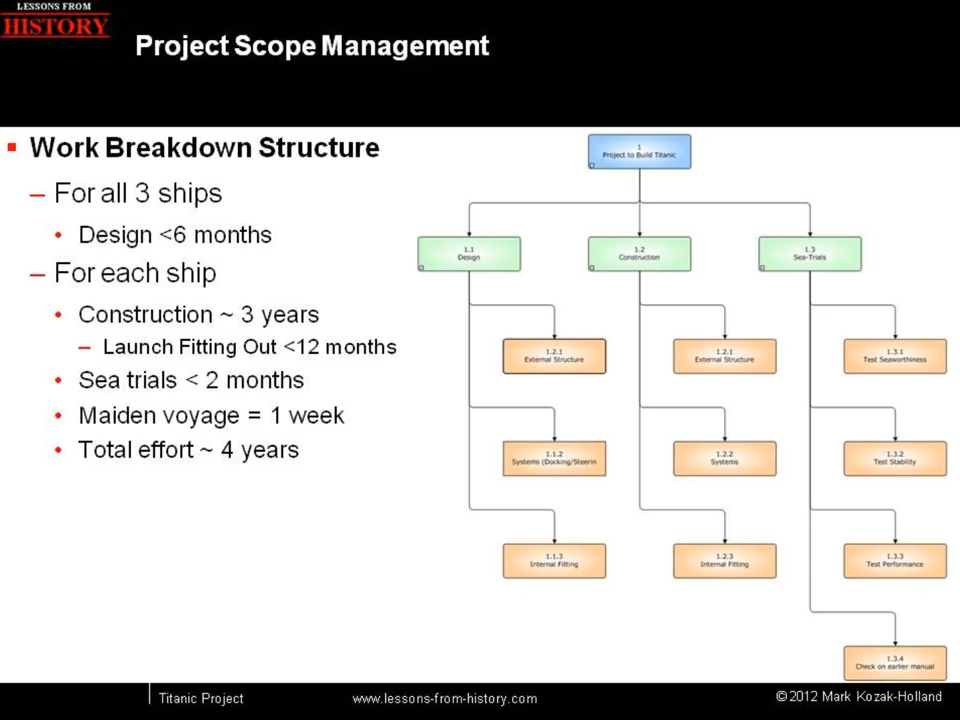 LESSONS FROM
HISTORY
Project Scope Management
Work Breakdown Structure
– For all 3 ships
• Design <6 months
– For each ship
• Construction ~ 3 years
– Launch Fitting Out <12 months
• Sea trials < 2 months
• Maiden voyage = 1 week
• Total effort ~ 4 years
1
Project to Build Titanic
1.1
Design
1.2
Construction
1.3
Sea-Trials
1.2.1
External Structure
1.2.1
External Structure
1.3.1
Test Seaworthiness
1.1.2
Systems (Docking/Steerin
1.2.2
Systems
1.3.2
Test Stability
1.1.3
Internal Fitting
1.2.3
Internal Fitting
1.3.3
Test Performance
1.3.4
Check on earlier manual
Titanic Project
www.lessons-from-history.com
©2012 Mark Kozak-Holland